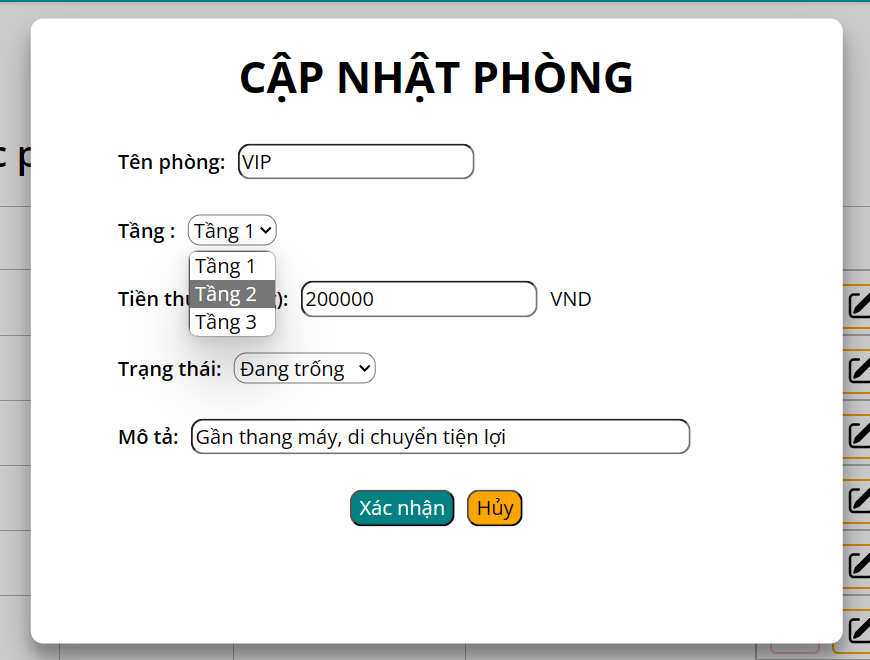 CẬP NHẬT PHÒNG
Tên phòng: VIP
Tầng : Tầng 1
Tầng 1
Tầng 2
Tầng 3
Tiền ): 200000 VND
Trạng thái: Đang trống
Mô tả: Gần thang máy, di chuyển tiện lợi
Xác nhận Hủy